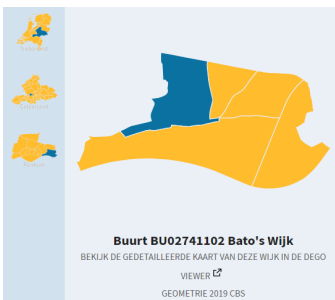 Buurt BU02741102 Bato's Wijk
BEKIJK DE GEDETAILLEERDE KAART VAN DEZE WIJK IN DE DEGO
VIEWER
GEOMETRIE 2019 CBS